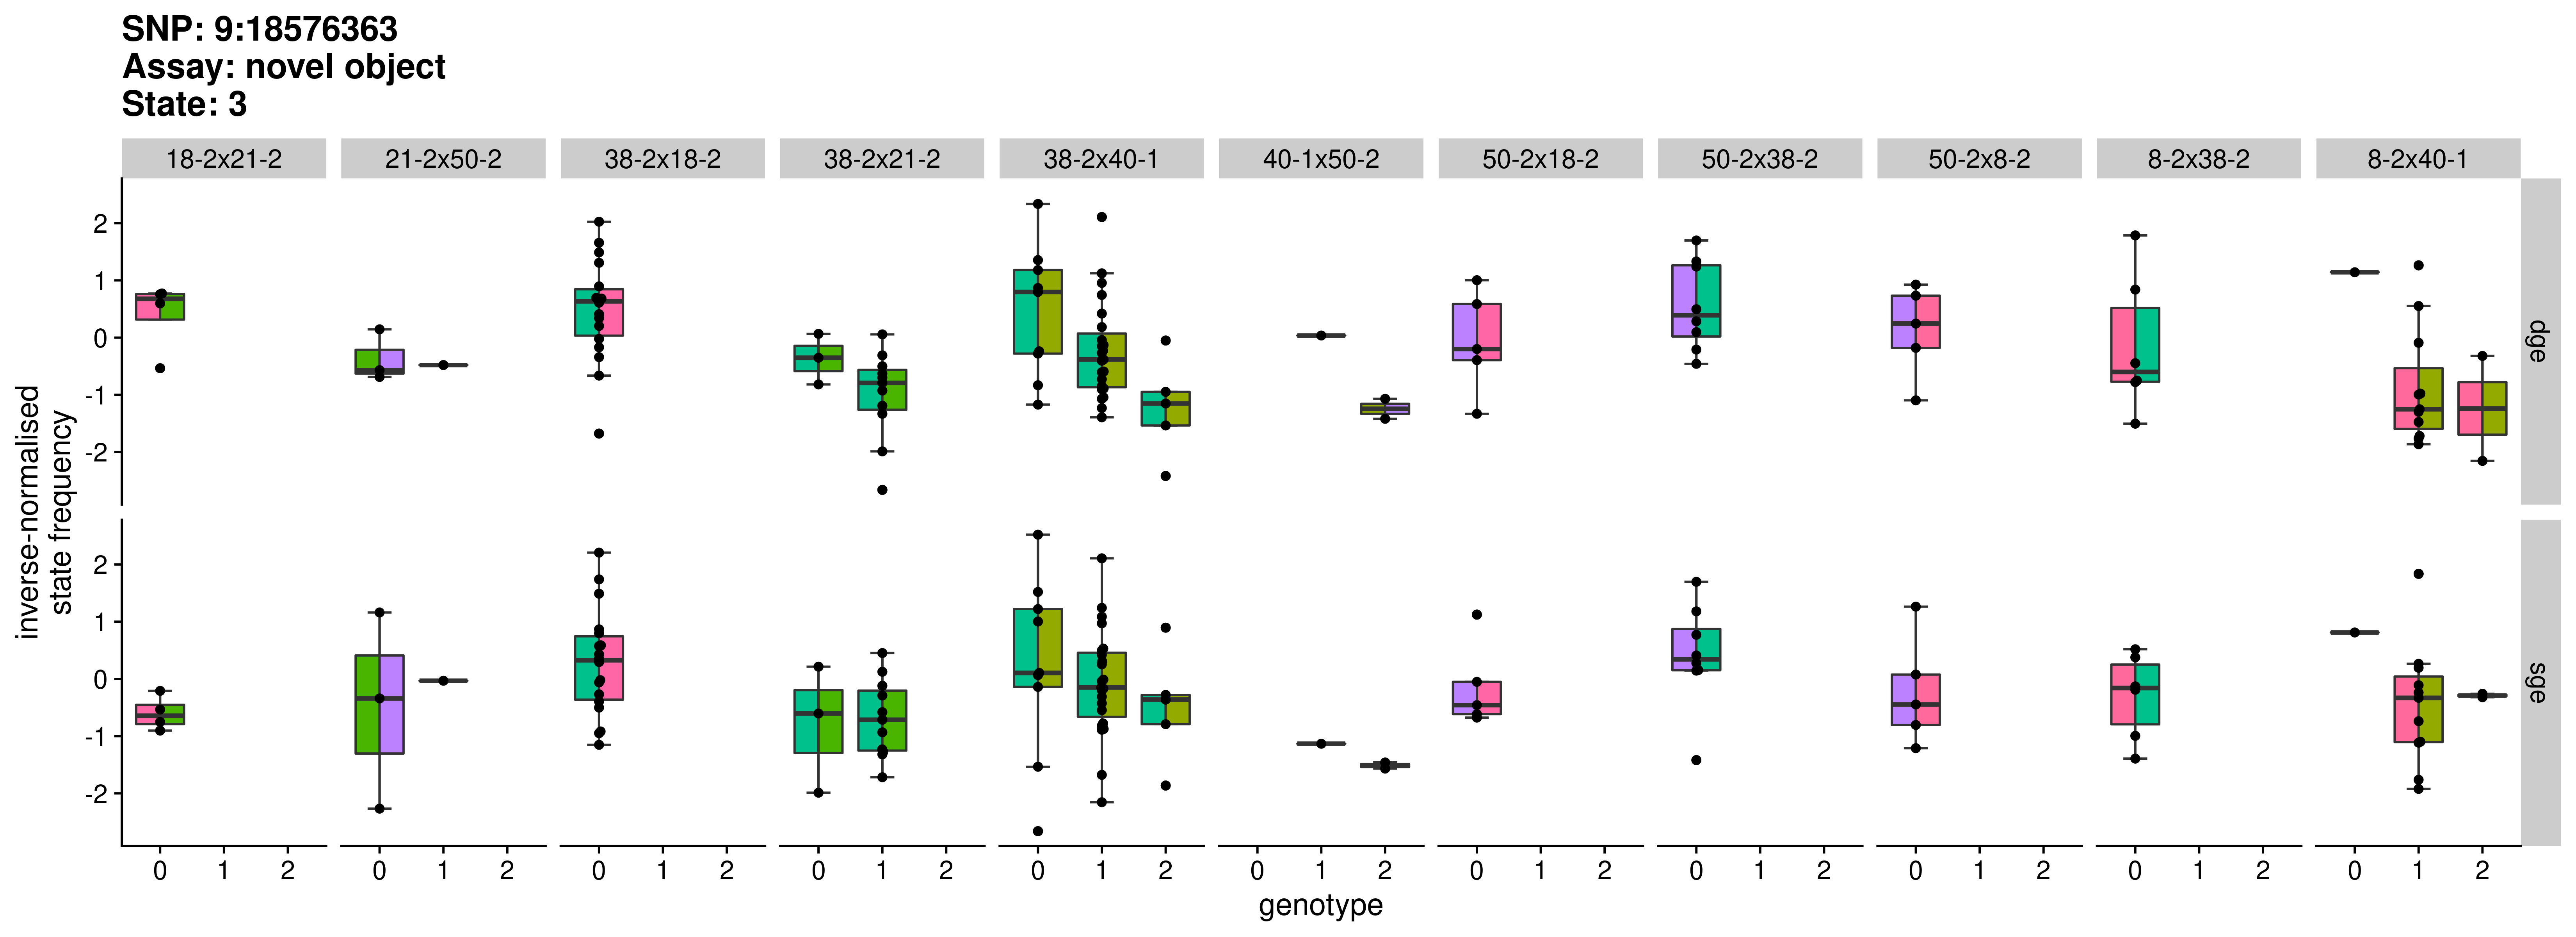 SNP: 9:18576363
Assay: novel object
State: 3
18-2x21-2 21-2x50-2 38-2x18-2 38-2x21-2 38-2x40-1 40-1x50-2 50-2x18-2 50-2x38-2 50-2x8-2 8-2x38-2 8-2x40-1
2
1
0
-1
-2
dge
inverse-normalised
state frequency
2
1
0
-1
-2
sge
0 1 2 0 1 2 0 1 2 0 1 2 0 1 2 0 1 2 0 1 2 0 1 2 0 1 2 0 1 2 0 1 2
genotype